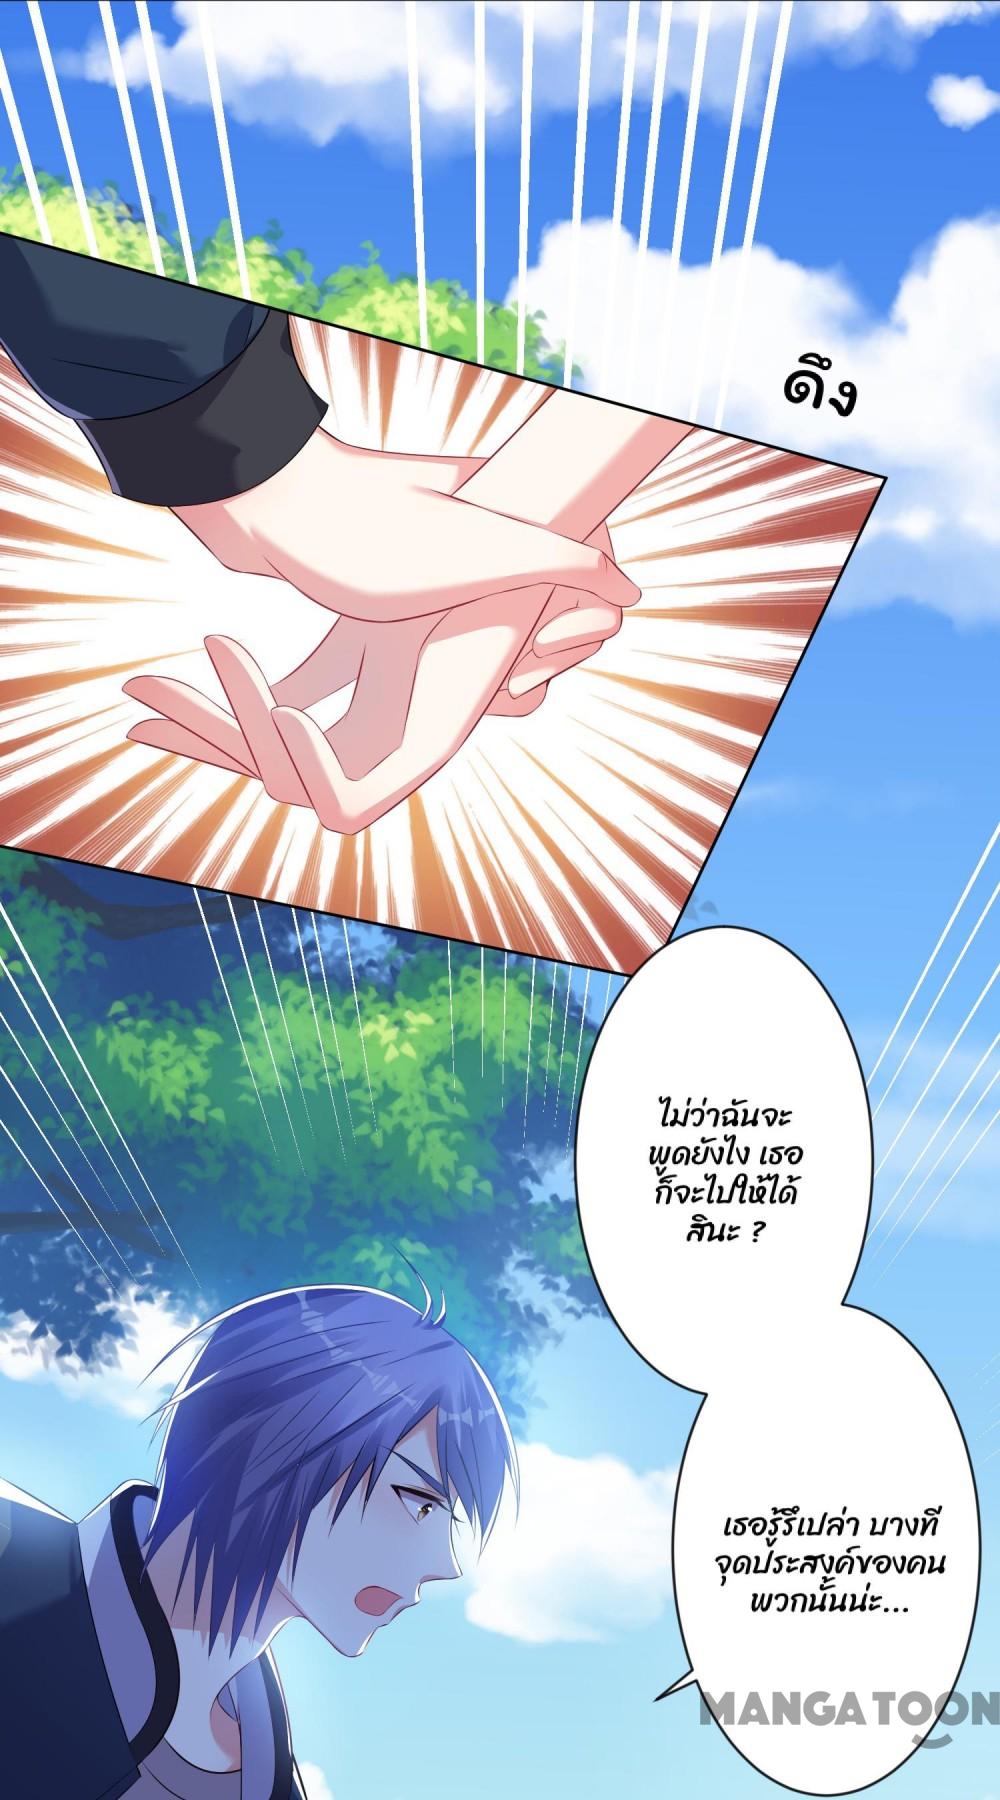 ดึง
ไม่ว่าฉันจะ
พูดยังไง เธอ
ก็จะไปให้ได้
สินะ ?
เธอรู้รึเปล่า บางที
จุดประสงค์ของคน
พวกนั้นน่ะ...
MANGATOON